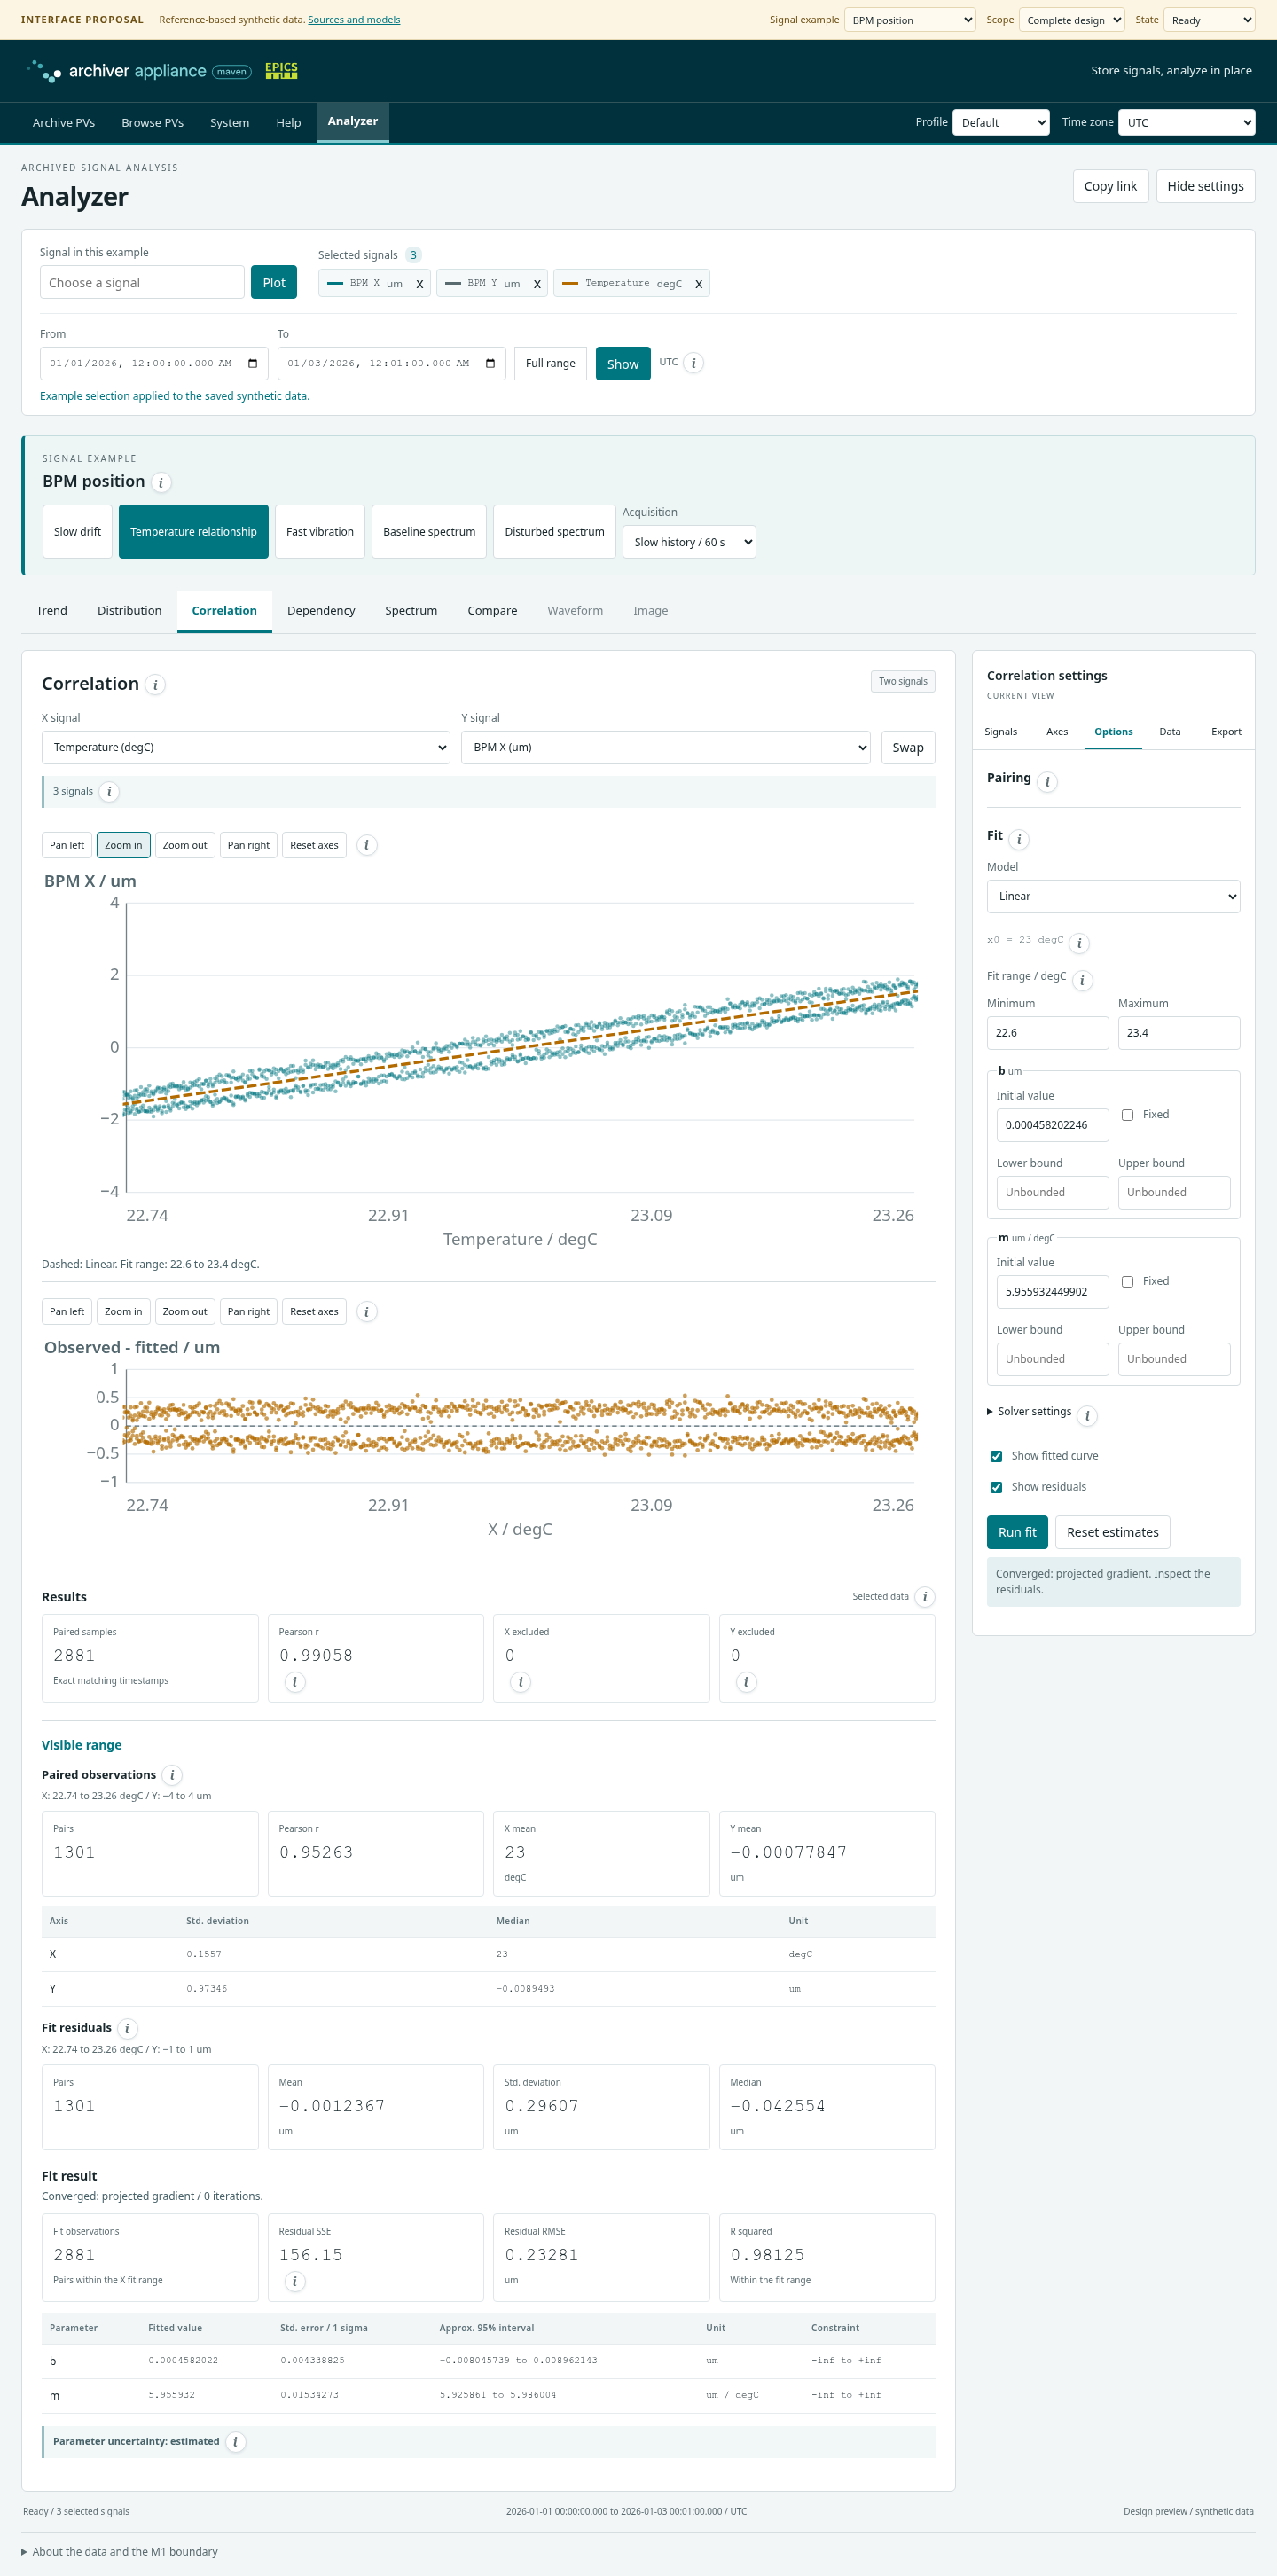 INTERFACE PROPOSAL Reference-based synthetic data. Sources and models Signal example BPM position Scope Complete design State Ready
archiver appliance maven EPICS Store signals, analyze in place
Archive PVs Browse PVs System Help Analyzer Profile Default Time zone UTC
ARCHIVED SIGNAL ANALYSIS
Analyzer Copy link Hide settings
Signal in this example Selected signals 3
Choose a signal Plot BPM X um X BPM Y um X Temperature degC X
From To
01/01/2026, 12:00:00.000 AM 01/03/2026, 12:01:00.000 AM Full range Show UTC i
Example selection applied to the saved synthetic data.
SIGNAL EXAMPLE
BPM position i
Slow drift Temperature relationship Fast vibration Baseline spectrum Disturbed spectrum Acquisition
Slow history / 60 s
Trend Distribution Correlation Dependency Spectrum Compare Waveform Image
Correlation i Two signals
X signal Y signal
Temperature (degC) BPM X (um) Swap
3 signals i
Pan left Zoom in Zoom out Pan right Reset axes i
BPM X / um
4
2
0
−2
−4
22.74 22.91 23.09 23.26
Temperature / degC
Dashed: Linear. Fit range: 22.6 to 23.4 degC.
Pan left Zoom in Zoom out Pan right Reset axes i
Observed - fitted / um
1
0.5
0
−0.5
−1
22.74 22.91 23.09 23.26
X / degC
Results Selected data i
Paired samples Pearson r X excluded Y excluded
2881 0.99058 0 0
Exact matching timestamps i i i
Visible range
Paired observations i
X: 22.74 to 23.26 degC / Y: −4 to 4 um
Pairs Pearson r X mean Y mean
1301 0.95263 23 −0.00077847
degC um
Axis Std. deviation Median Unit
X 0.1557 23 degC
Y 0.97346 −0.0089493 um
Fit residuals i
X: 22.74 to 23.26 degC / Y: −1 to 1 um
Pairs Mean Std. deviation Median
1301 −0.0012367 0.29607 −0.042554
um um um
Fit result
Converged: projected gradient / 0 iterations.
Fit observations Residual SSE Residual RMSE R squared
2881 156.15 0.23281 0.98125
Pairs within the X fit range i um Within the fit range
Parameter Fitted value Std. error / 1 sigma Approx. 95% interval Unit Constraint
b 0.0004582022 0.004338825 −0.008045739 to 0.008962143 um -inf to +inf
m 5.955932 0.01534273 5.925861 to 5.986004 um / degC -inf to +inf
Parameter uncertainty: estimated i
Correlation settings
CURRENT VIEW
Signals Axes Options Data Export
Pairing i
Fit i
Model
Linear
x0 = 23 degC i
Fit range / degC i
Minimum Maximum
22.6 23.4
b um
Initial value
0.000458202246 Fixed
Lower bound Upper bound
Unbounded Unbounded
m um / degC
Initial value
5.955932449902 Fixed
Lower bound Upper bound
Unbounded Unbounded
Solver settings i
Show fitted curve
Show residuals
Run fit Reset estimates
Converged: projected gradient. Inspect the
residuals.
Ready / 3 selected signals 2026-01-01 00:00:00.000 to 2026-01-03 00:01:00.000 / UTC Design preview / synthetic data
About the data and the M1 boundary